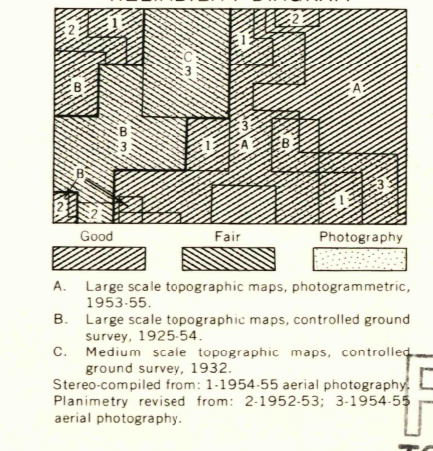 RELIABILITY DIAGRAM
2 1 1 2
C
3
A
B
B
3
1
3
A
B
B
2 2
1 3
Good Fair Photography
A. Large scale topographic maps, photogrammetric,
1953-55.
B. Large scale topographic maps, controlled ground
survey, 1925-54.
C. Medium scale topographic maps, controlled
ground survey, 1932.
Stereo-compiled from: 1-1954-55 aerial photography.
Planimetry revised from: 2-1952-53; 3-1954-55
aerial photography.